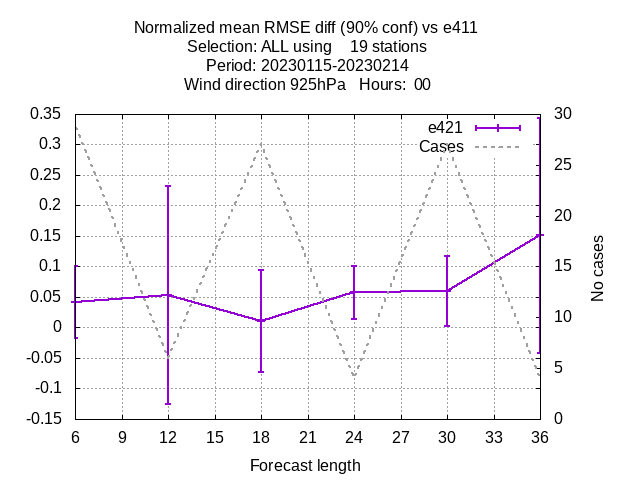 Normalized mean RMSE diff (90% conf) vs e411
Selection: ALL using    19 stations
Period: 20230115-20230214
Wind direction 925hPa   Hours:  00
0.35
0.3
0.25
0.2
0.15
0.1
0.05
0
-0.05
-0.1
-0.15
e421
Cases
30
25
20
15
10
5
0
No cases
6 9 12 15 18 21 24 27 30 33 36
Forecast length